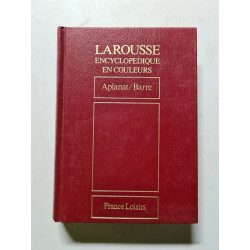 LAROUSSE
ENCYCLOPEDIQUE
EN COULEURS
Aplanat/Barre
France Loisirs